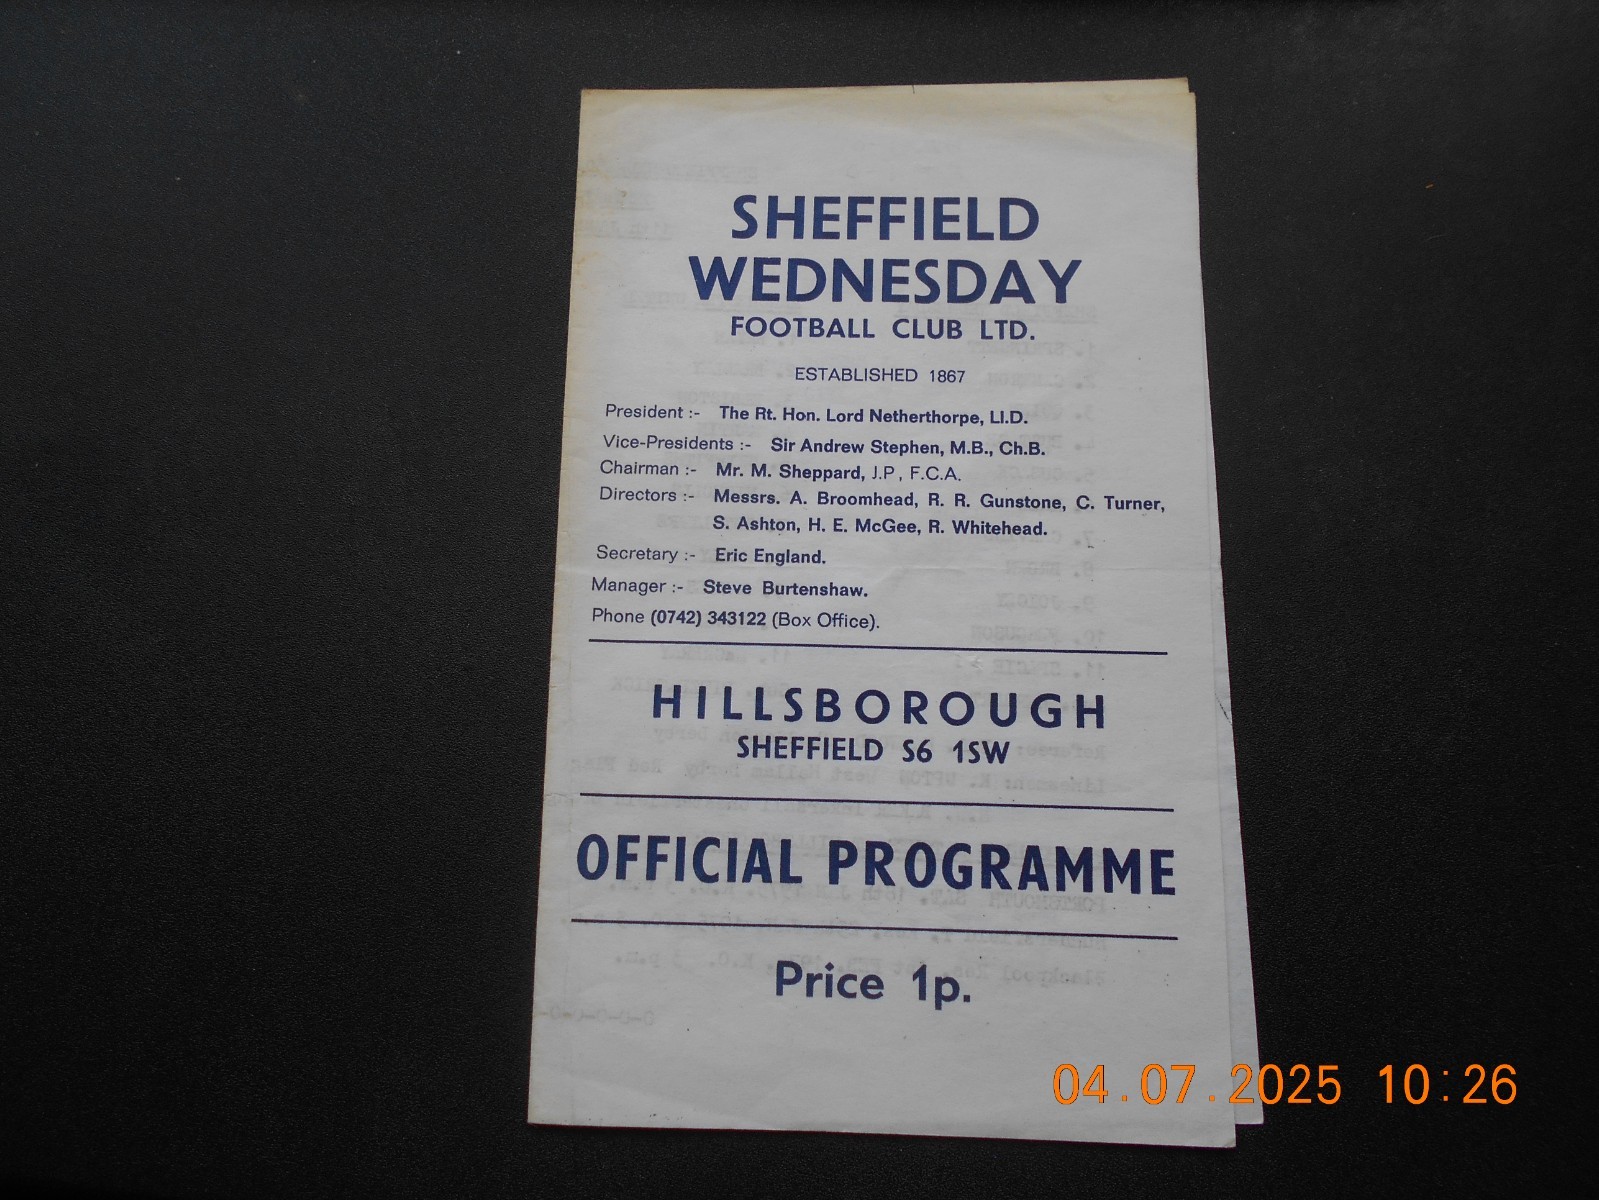 SHEFFIELD
WEDNESDAY
FOOTBALL CLUB LTD.
ESTABLISHED 1867
President :- The Rt. Hon. Lord Netherthorpe, Ll.D.
Vice-Presidents :- Sir Andrew Stephen, M.B., Ch.B.
Chairman :- Mr. M. Sheppard, J.P, F.C.A.
Directors :- Messrs. A. Broomhead, R. R. Gunstone, C. Turner,
S. Ashton, H. E. McGee, R. Whitehead.
Secretary :- Eric England.
Manager :- Steve Burtenshaw.
Phone (0742) 343122 (Box Office).
HILLSBOROUGH
SHEFFIELD S6 1SW
OFFICIAL PROGRAMME
Price 1p.
04.07.2025 10:26